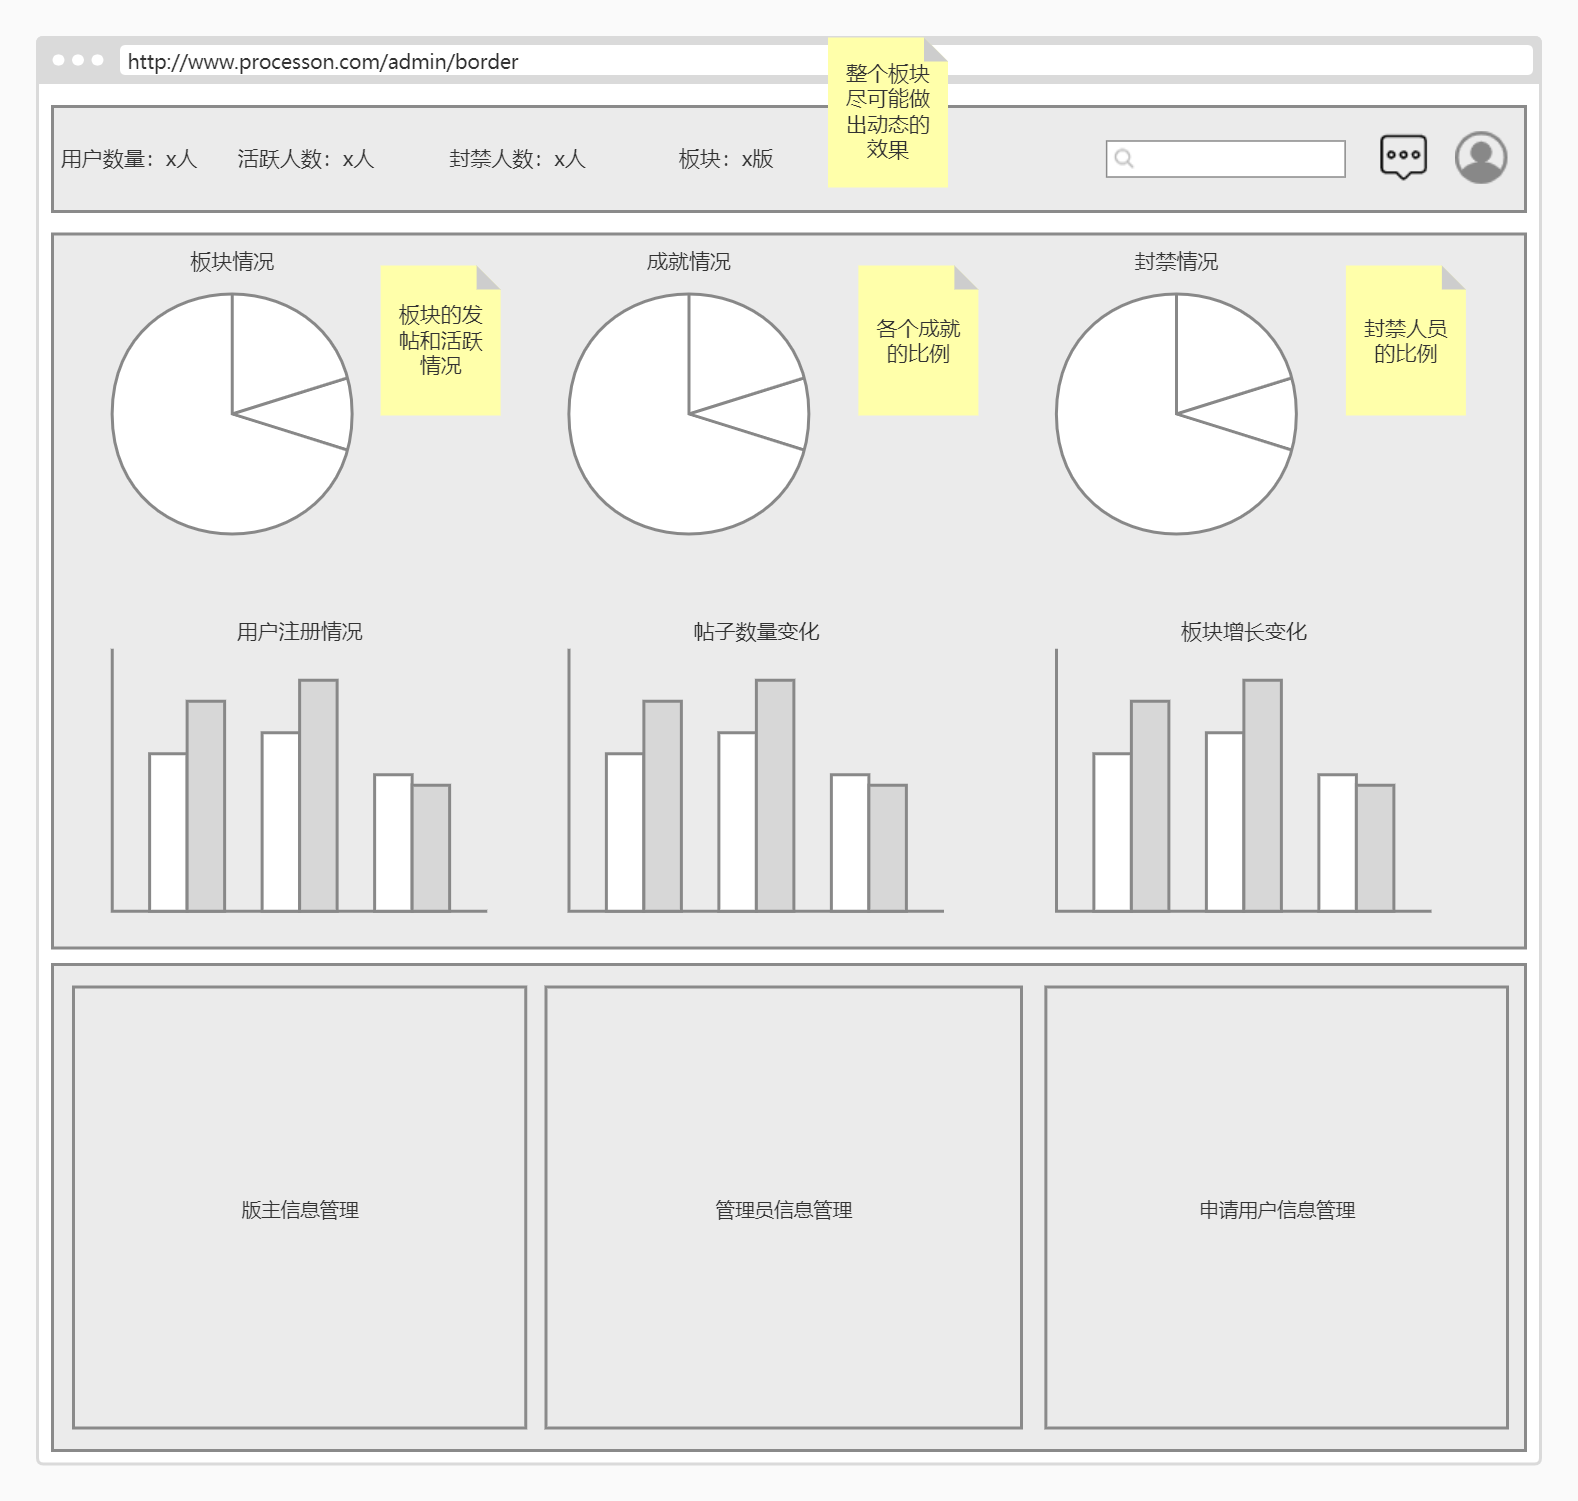 http://www.processon.com/admin/border
整个板块
尽可能做
出动态的
效果
用户数量：x人
活跃人数：x人
封禁人数：x人
板块：x版
板块情况
成就情况
封禁情况
板块的发
帖和活跃
情况
各个成就
的比例
封禁人员
的比例
用户注册情况
帖子数量变化
板块增长变化
版主信息管理
管理员信息管理
申请用户信息管理